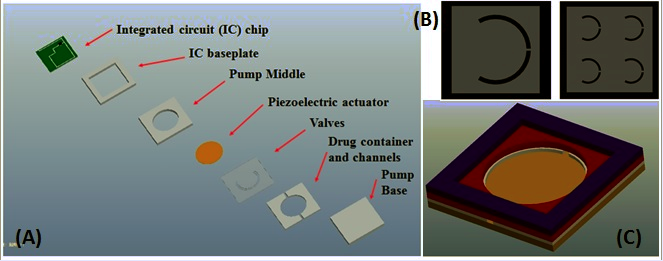 Integrated circuit (IC) chip
IC baseplate
Pump Middle
Piezoelectric actuator
Valves
Drug container
and channels
Pump
Base
(A)
(B)
(C)